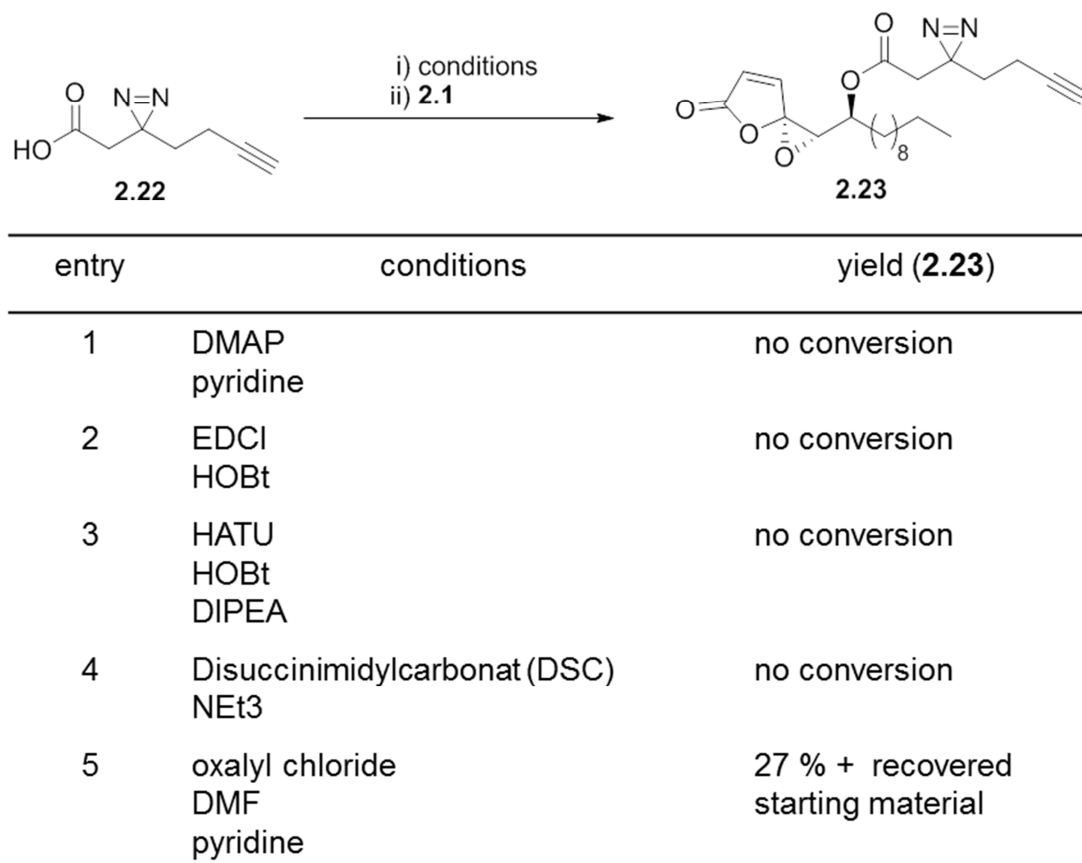 O
N=N
HO
2.22
i) conditions
ii) 2.1
O
O
O
O
N=N
O
( )8
2.23
entry conditions yield (2.23)
1 DMAP no conversion
pyridine
2 EDCI no conversion
HOBt
3 HATU no conversion
HOBt
DIPEA
4 Disuccinimidylcarbonat (DSC) no conversion
NEt3
5 oxalyl chloride 27 % + recovered
DMF starting material
pyridine